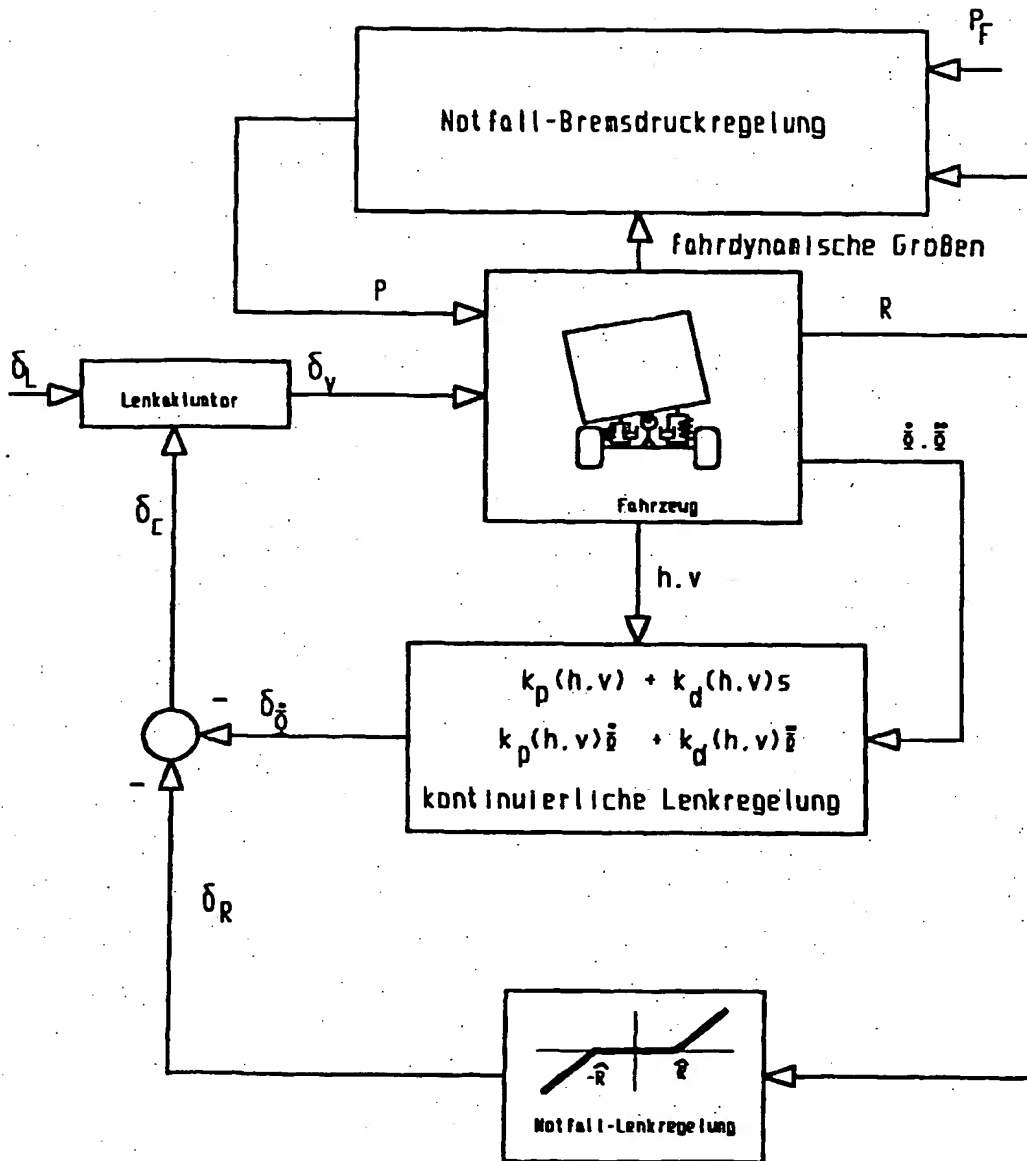 P_F
Notfall-Bremsdruckregelung
fahrdynamische Großen
P
R
δ_L
Lenkaktuator
δ_V
Fahrzeug
δ_C
h.v
k_p(h.v) + k_d(h.v)s
- δ
k_p(h.v) + k_d(h.v)
kontinuierliche Lenkregelung
-
δ_R
-R̂ R̂
Notfall-Lenkregelung